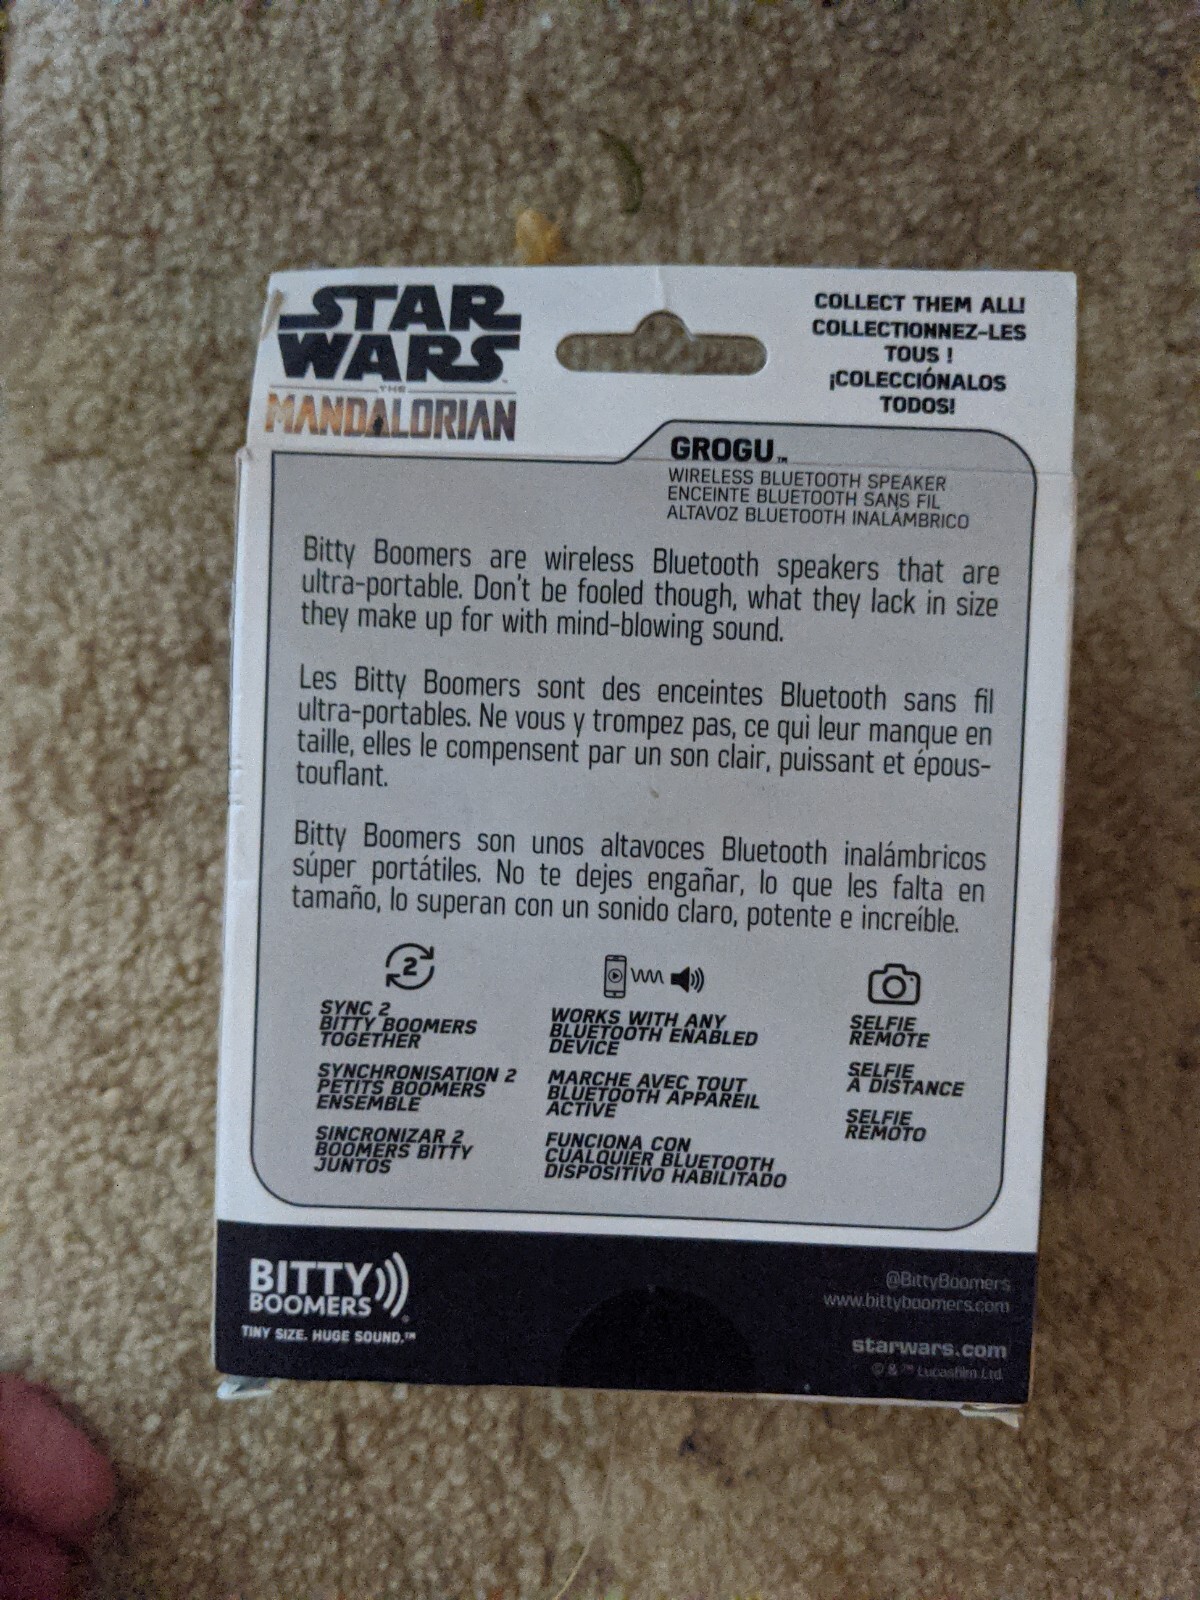 STAR
WARS
THE
MANDALORIAN
COLLECT THEM ALL!
COLLECTIONNEZ-LES
TOUS !
¡COLECCIÓNALOS
TODOS!
GROGU™
WIRELESS BLUETOOTH SPEAKER
ENCEINTE BLUETOOTH SANS FIL
ALTAVOZ BLUETOOTH INALÁMBRICO
Bitty Boomers are wireless Bluetooth speakers that are
ultra-portable. Don't be fooled though, what they lack in size
they make up for with mind-blowing sound.
Les Bitty Boomers sont des enceintes Bluetooth sans fil
ultra-portables. Ne vous y trompez pas, ce qui leur manque en
taille, elles le compensent par un son clair, puissant et épous-
touflant.
Bitty Boomers son unos altavoces Bluetooth inalámbricos
súper portátiles. No te dejes engañar, lo que les falta en
tamaño, lo superan con un sonido claro, potente e increíble.
2
SYNC 2
BITTY BOOMERS
TOGETHER
SYNCHRONISATION 2
PETITS BOOMERS
ENSEMBLE
SINCRONIZAR 2
BOOMERS BITTY
JUNTOS
WORKS WITH ANY
BLUETOOTH ENABLED
DEVICE
MARCHE AVEC TOUT
BLUETOOTH APPAREIL
ACTIVÉ
FUNCIONA CON
CUALQUIER BLUETOOTH
DISPOSITIVO HABILITADO
SELFIE
REMOTE
SELFIE
À DISTANCE
SELFIE
REMOTO
BITTY
BOOMERS®
TINY SIZE. HUGE SOUND.™
@BittyBoomers
www.bittyboomers.com
starwars.com
© & ™ Lucasfilm Ltd.